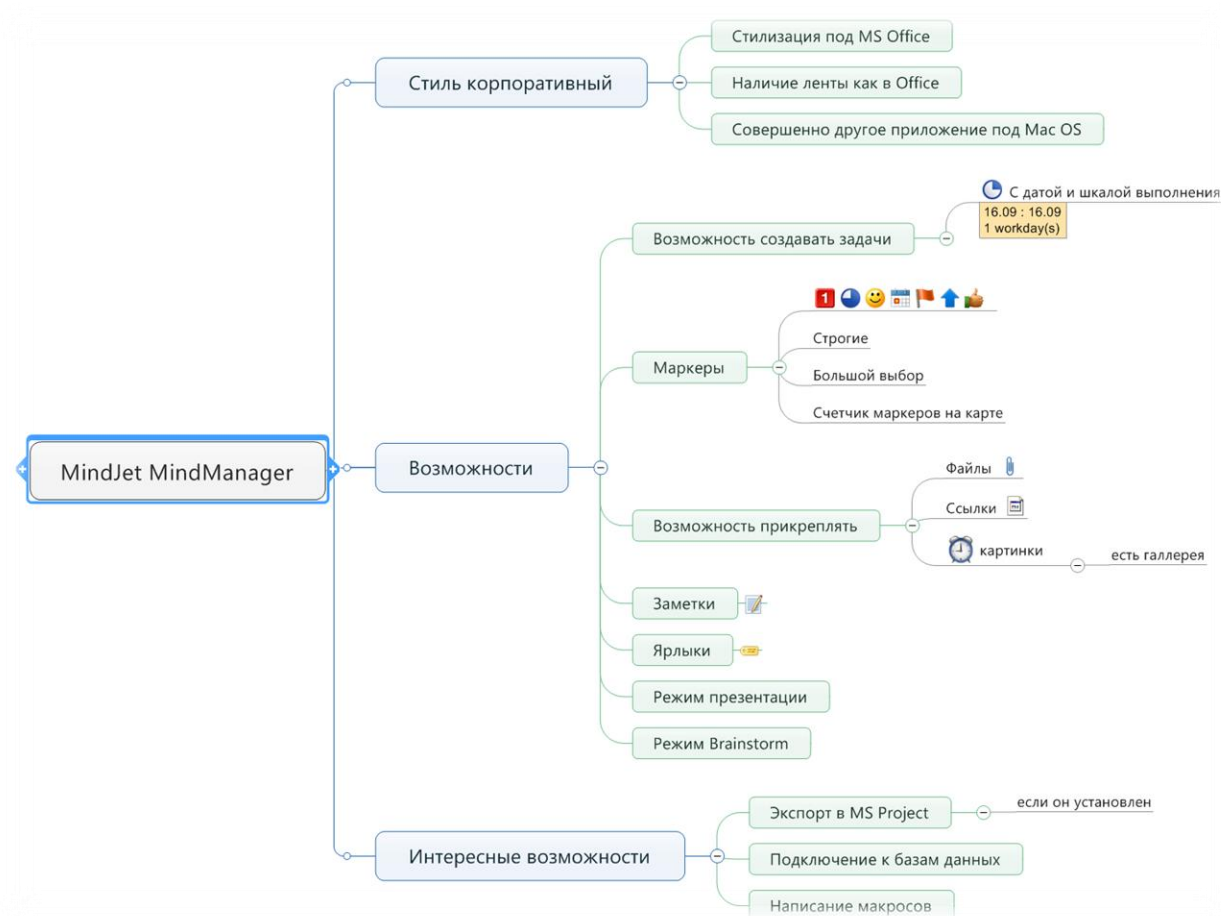 MindJet MindManager
Стиль корпоративный
Стилизация под MS Office
Наличие ленты как в Office
Совершенно другое приложение под Mac OS
Возможности
Возможность создавать задачи
С датой и шкалой выполнения
16.09 : 16.09
1 workday(s)
Маркеры
1
Строгие
Большой выбор
Счетчик маркеров на карте
Возможность прикреплять
Файлы
Ссылки
картинки
есть галлерея
Заметки
Ярлыки
Режим презентации
Режим Brainstorm
Интересные возможности
Экспорт в MS Project
если он установлен
Подключение к базам данных
Написание макросов